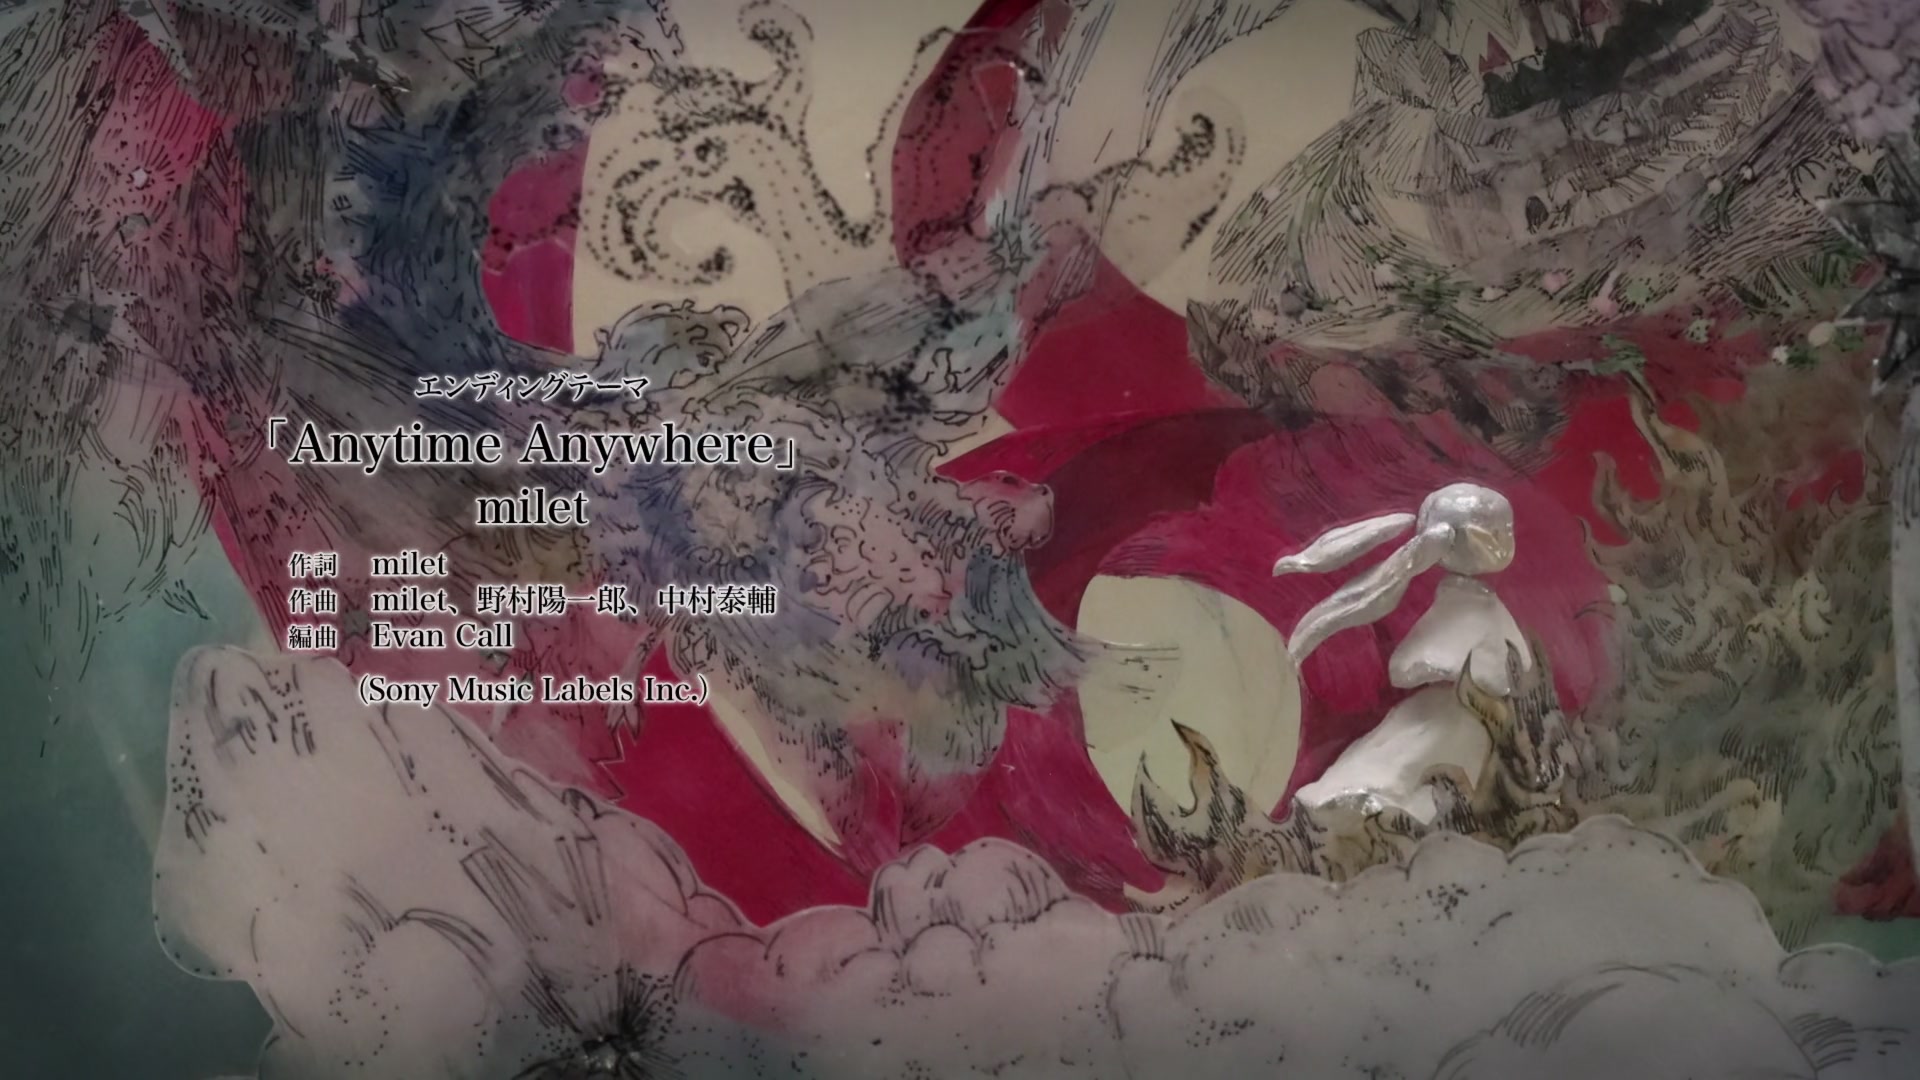 エンディングテーマ
「Anytime Anywhere」
milet
作詞 milet
作曲 milet、野村陽一郎、中村泰輔
編曲 Evan Call
(Sony Music Labels Inc.)